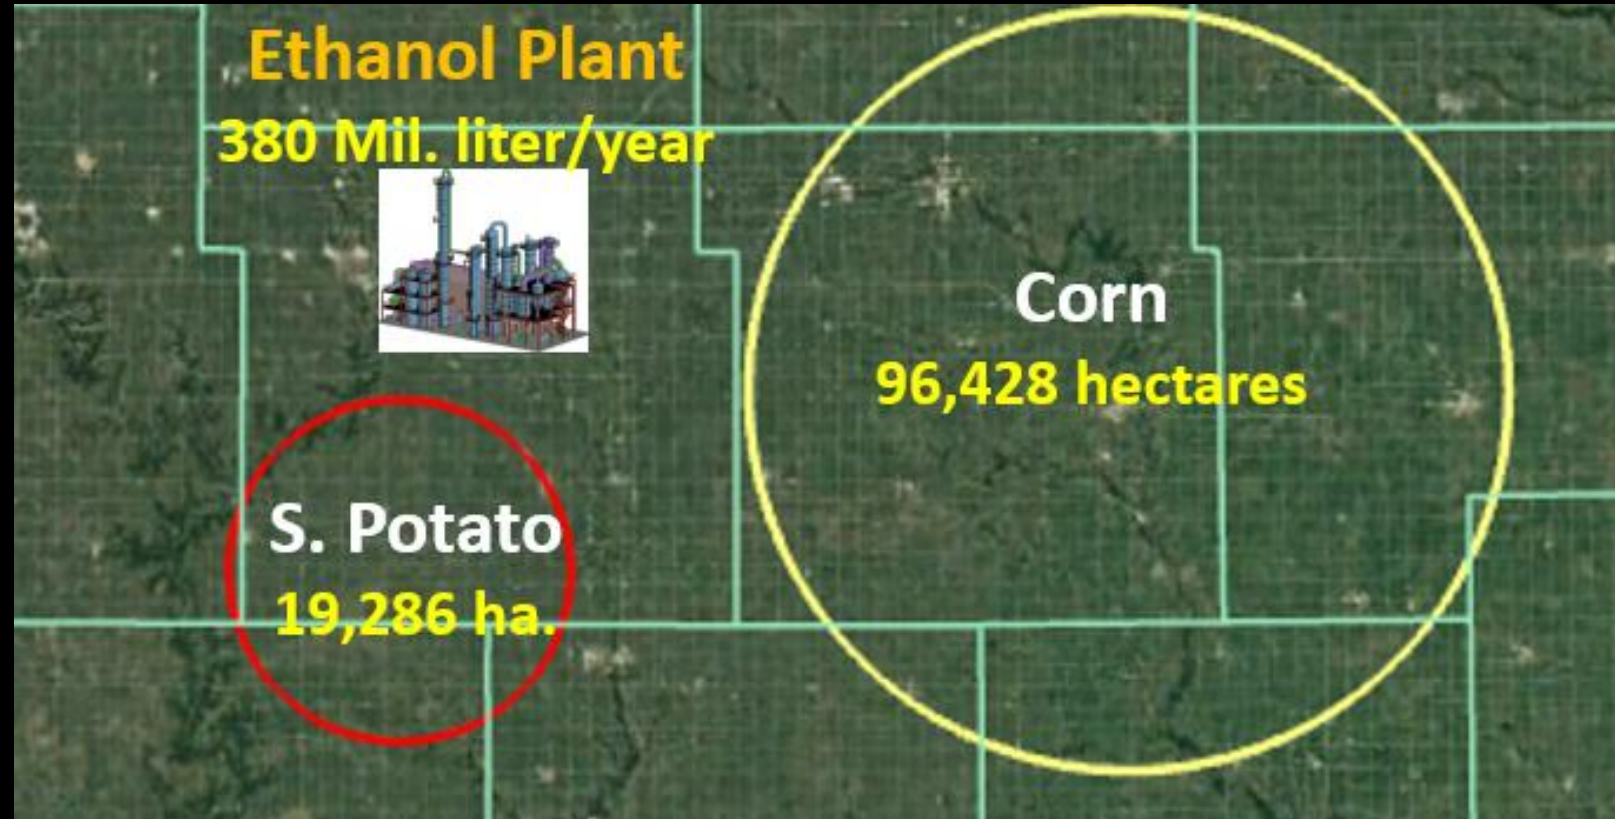 Ethanol Plant
380 Mil. liter/year
Corn
96,428 hectares
S. Potato
19,286 ha.